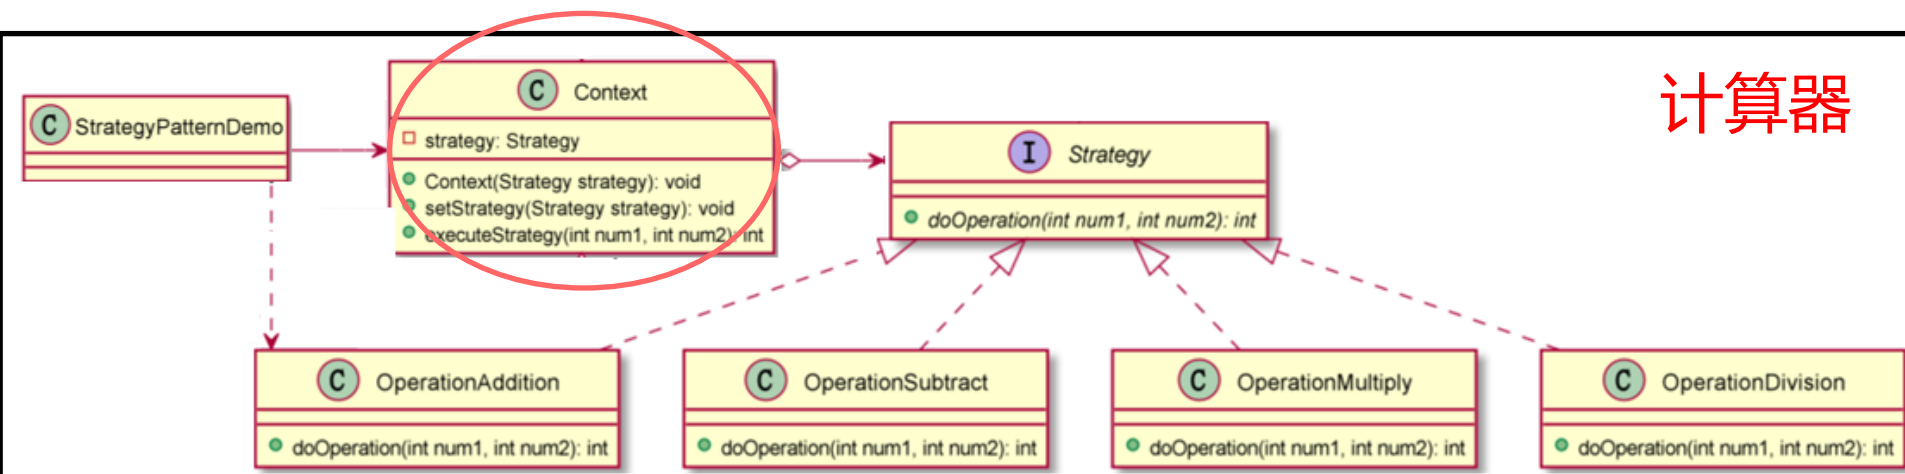 计算器
C Context
C StrategyPatternDemo
strategy: Strategy
Context(Strategy strategy): void
setStrategy(Strategy strategy): void
executeStrategy(int num1, int num2): int
I Strategy
doOperation(int num1, int num2): int
C OperationAddition
doOperation(int num1, int num2): int
C OperationSubtract
doOperation(int num1, int num2): int
C OperationMultiply
doOperation(int num1, int num2): int
C OperationDivision
doOperation(int num1, int num2): int